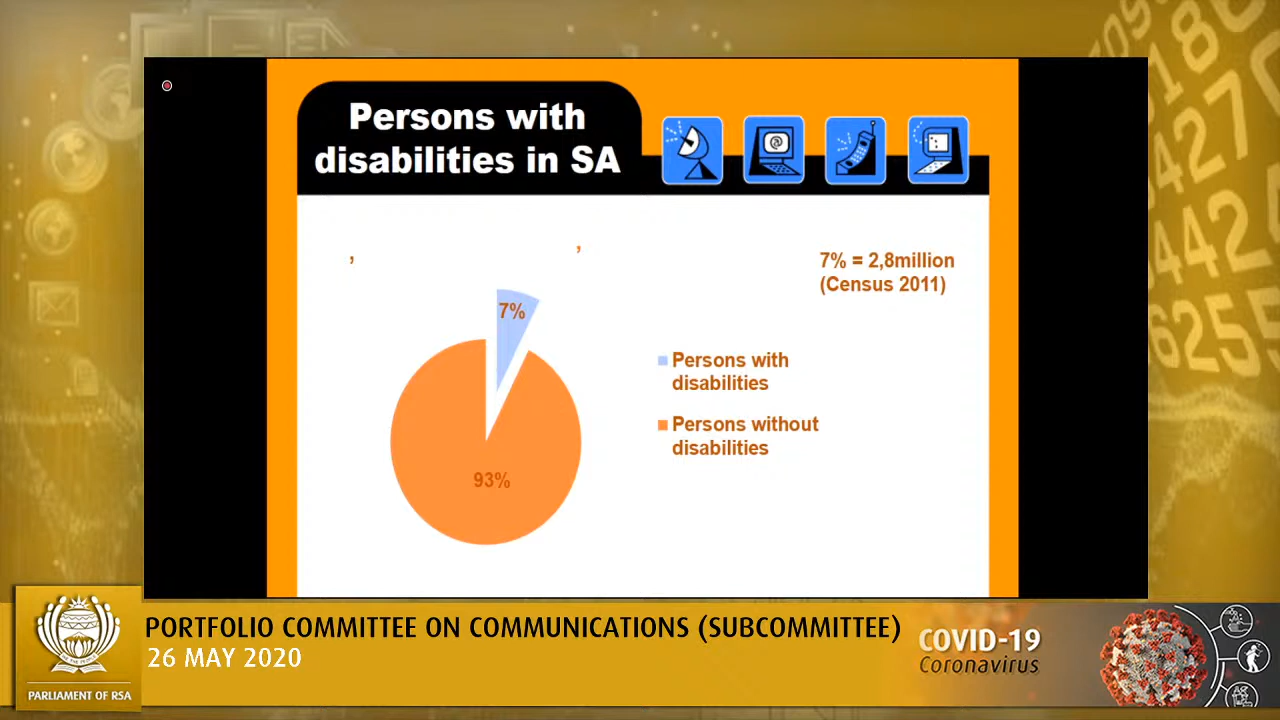 Persons with
disabilities in SA
,
,
7% = 2,8million
(Census 2011)
7%
Persons with
disabilities
Persons without
disabilities
93%
PORTFOLIO COMMITTEE ON COMMUNICATIONS (SUBCOMMITTEE)
26 MAY 2020
PARLIAMENT OF RSA
COVID-19
Coronavirus